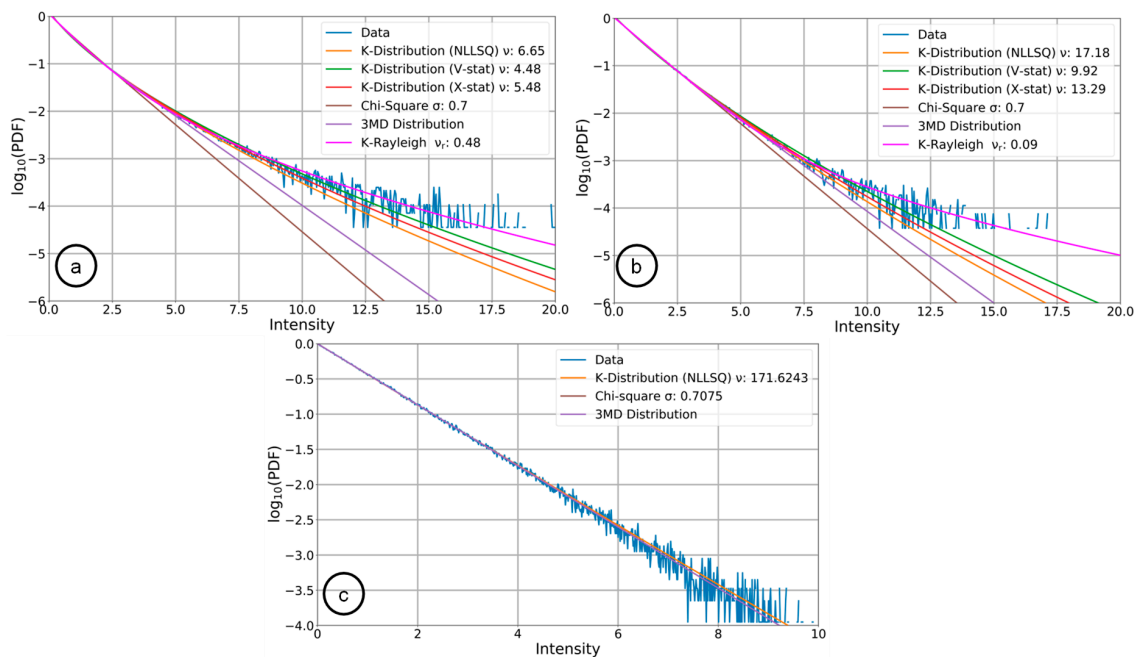 Data
K-Distribution (NLLSQ) ν: 6.65
K-Distribution (V-stat) ν: 4.48
K-Distribution (X-stat) ν: 5.48
Chi-Square σ: 0.7
3MD Distribution
K-Rayleigh νᵣ: 0.48
log₁₀(PDF)
0
−1
−2
−3
−4
−5
−6
0.0 2.5 5.0 7.5 10.0 12.5 15.0 17.5 20.0
Intensity
a
Data
K-Distribution (NLLSQ) ν: 17.18
K-Distribution (V-stat) ν: 9.92
K-Distribution (X-stat) ν: 13.29
Chi-Square σ: 0.7
3MD Distribution
K-Rayleigh νᵣ: 0.09
log₁₀(PDF)
0
−1
−2
−3
−4
−5
−6
0.0 2.5 5.0 7.5 10.0 12.5 15.0 17.5 20.0
Intensity
b
Data
K-Distribution (NLLSQ) ν: 171.6243
Chi-square σ: 0.7075
3MD Distribution
log₁₀(PDF)
0.0
−0.5
−1.0
−1.5
−2.0
−2.5
−3.0
−3.5
−4.0
0 2 4 6 8 10
Intensity
c